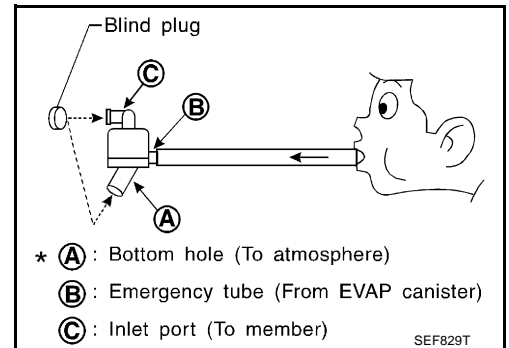 Blind plug
C
B
A
* A : Bottom hole (To atmosphere)
B : Emergency tube (From EVAP canister)
C : Inlet port (To member)
SEF829T